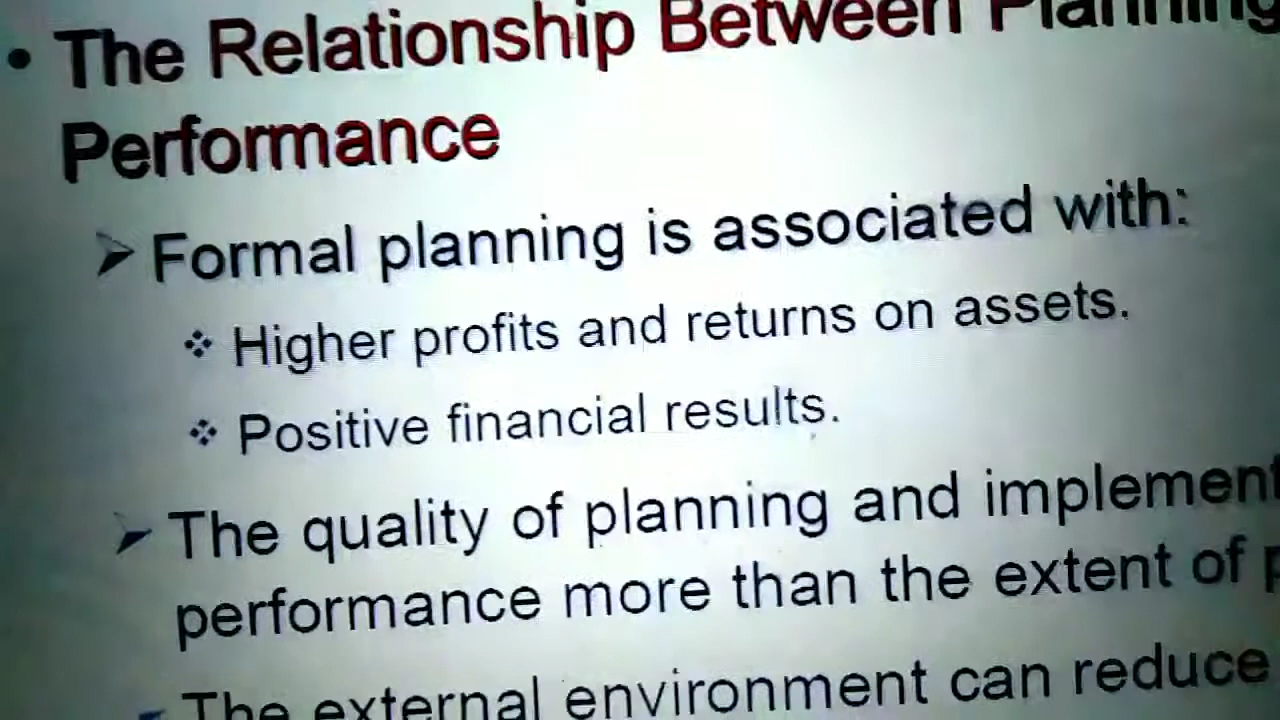 • The Relationship Between Planning
Performance
➤ Formal planning is associated with:
❖ Higher profits and returns on assets.
❖ Positive financial results.
➤ The quality of planning and implement
performance more than the extent of
The external environment can reduce